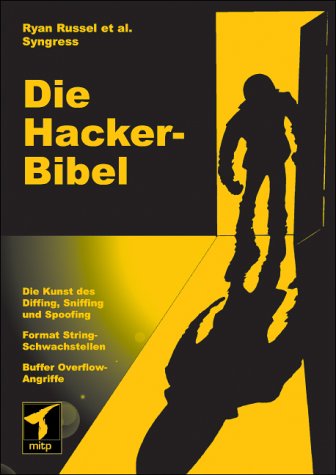 Ryan Russel et al.
Syngress
Die
Hacker-
Bibel
Die Kunst des
Diffing, Sniffing
und Spoofing
Format String-
Schwachstellen
Buffer Overflow-
Angriffe
mitp